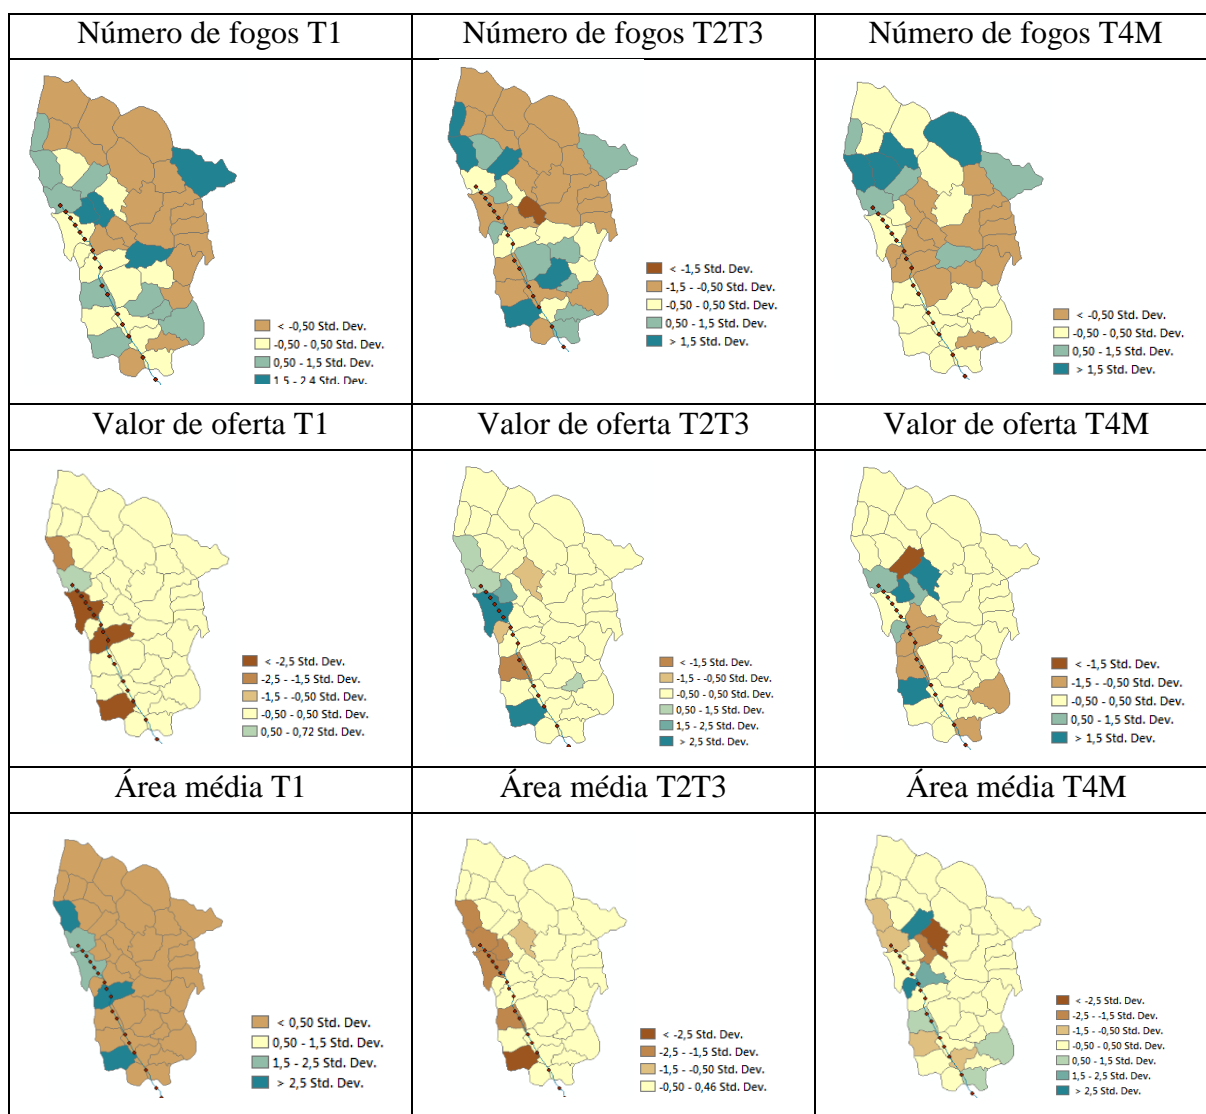 Número de fogos T1
Número de fogos T2T3
Número de fogos T4M
< -0,50 Std. Dev.
-0,50 - 0,50 Std. Dev.
0,50 - 1,5 Std. Dev.
1,5 - 2,4 Std. Dev.
< -1,5 Std. Dev.
-1,5 - -0,50 Std. Dev.
-0,50 - 0,50 Std. Dev.
0,50 - 1,5 Std. Dev.
> 1,5 Std. Dev.
< -0,50 Std. Dev.
-0,50 - 0,50 Std. Dev.
0,50 - 1,5 Std. Dev.
> 1,5 Std. Dev.
Valor de oferta T1
Valor de oferta T2T3
Valor de oferta T4M
< -2,5 Std. Dev.
-2,5 - -1,5 Std. Dev.
-1,5 - -0,50 Std. Dev.
-0,50 - 0,50 Std. Dev.
0,50 - 0,72 Std. Dev.
< -1,5 Std. Dev.
-1,5 - -0,50 Std. Dev.
-0,50 - 0,50 Std. Dev.
0,50 - 1,5 Std. Dev.
1,5 - 2,5 Std. Dev.
> 2,5 Std. Dev.
< -1,5 Std. Dev.
-1,5 - -0,50 Std. Dev.
-0,50 - 0,50 Std. Dev.
0,50 - 1,5 Std. Dev.
> 1,5 Std. Dev.
Área média T1
Área média T2T3
Área média T4M
< 0,50 Std. Dev.
0,50 - 1,5 Std. Dev.
1,5 - 2,5 Std. Dev.
> 2,5 Std. Dev.
< -2,5 Std. Dev.
-2,5 - -1,5 Std. Dev.
-1,5 - -0,50 Std. Dev.
-0,50 - 0,46 Std. Dev.
< -2,5 Std. Dev.
-2,5 - -1,5 Std. Dev.
-1,5 - -0,50 Std. Dev.
-0,50 - 0,50 Std. Dev.
0,50 - 1,5 Std. Dev.
1,5 - 2,5 Std. Dev.
> 2,5 Std. Dev.